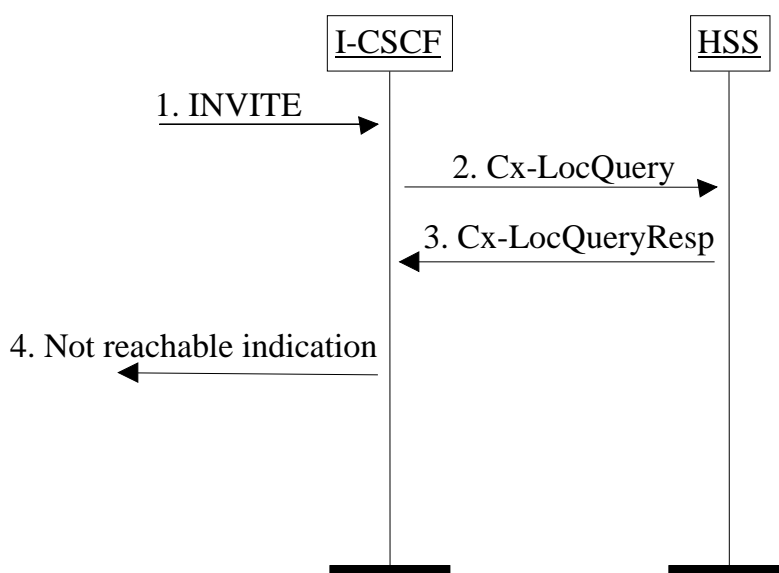 I-CSCF
HSS
1. INVITE
2. Cx-LocQuery
3. Cx-LocQueryResp
4. Not reachable indication